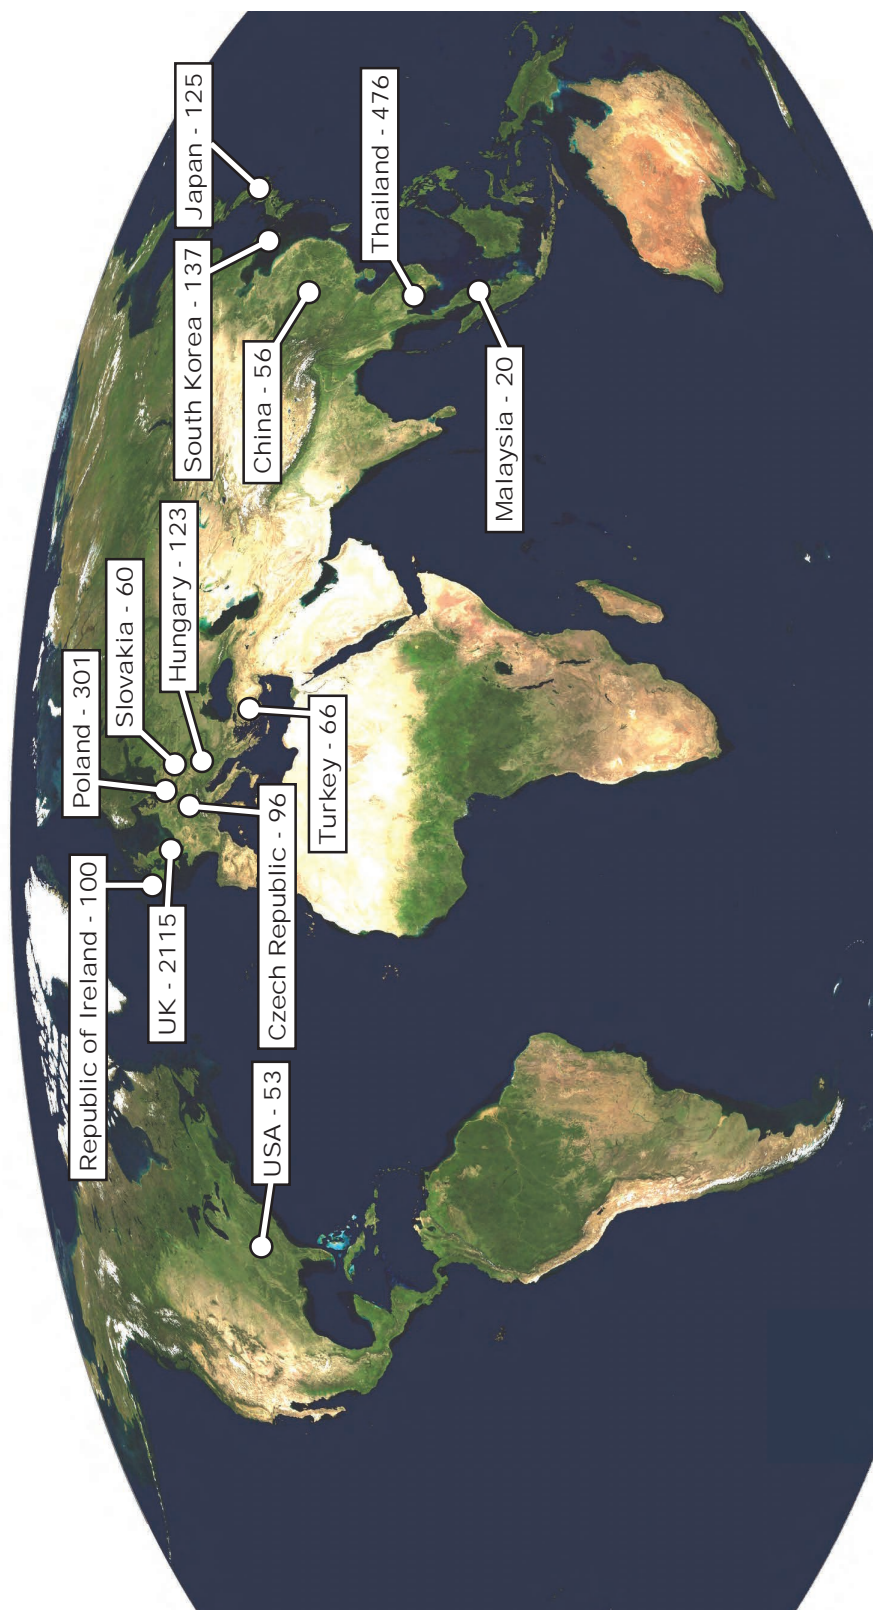 Republic of Ireland - 100
UK - 2115
USA - 53
Poland - 301
Slovakia - 60
Hungary - 123
Czech Republic - 96
Turkey - 66
Japan - 125
South Korea - 137
China - 56
Thailand - 476
Malaysia - 20